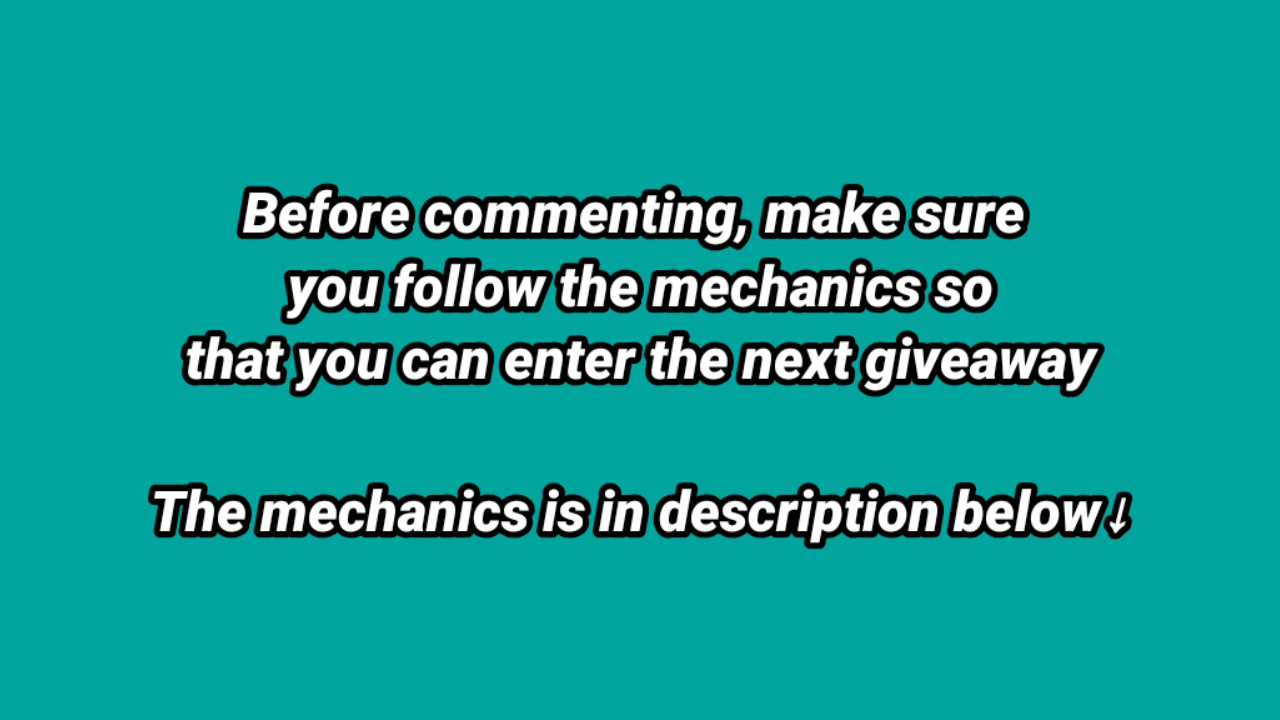 Before commenting, make sure
you follow the mechanics so
that you can enter the next giveaway
The mechanics is in description below↓